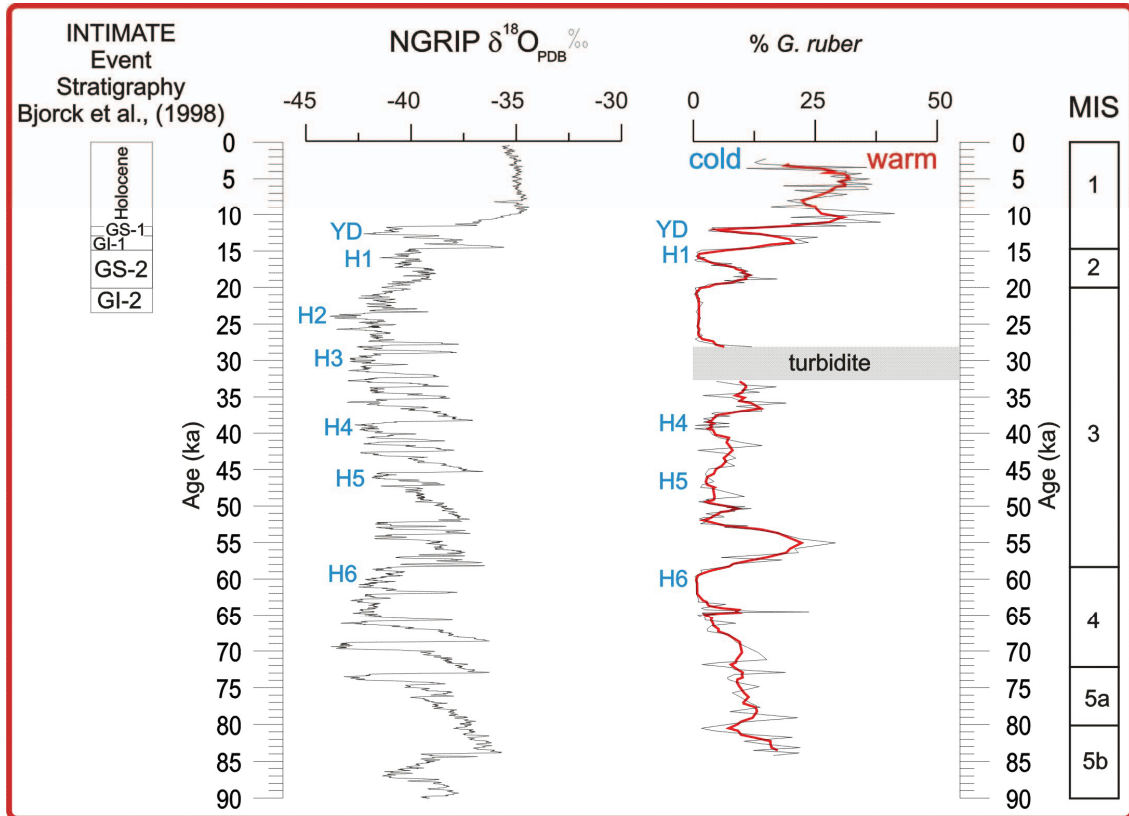 INTIMATE
Event
Stratigraphy
Bjorck et al., (1998)
NGRIP δ¹⁸O PDB ‰
% G. ruber
MIS
-45 -40 -35 -30
0 25 50
cold warm
Holocene
GS-1
GI-1
GS-2
GI-2
Age (ka)
0
5
10
15
20
25
30
35
40
45
50
55
60
65
70
75
80
85
90
YD
H1
H2
H3
H4
H5
H6
YD
H1
turbidite
H4
H5
H6
Age (ka)
0
5
10
15
20
25
30
35
40
45
50
55
60
65
70
75
80
85
90
1
2
3
4
5a
5b